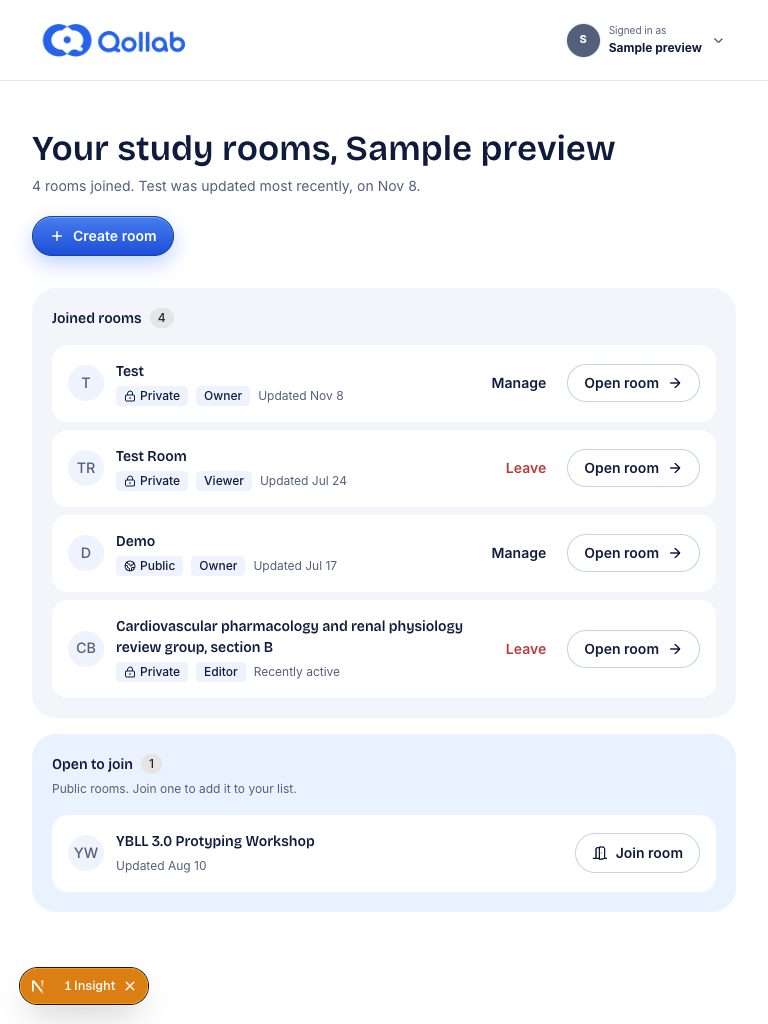 Qollab
S
Signed in as
Sample preview
Your study rooms, Sample preview
4 rooms joined. Test was updated most recently, on Nov 8.
+ Create room
Joined rooms 4
T
Test
Private Owner Updated Nov 8
Manage
Open room →
TR
Test Room
Private Viewer Updated Jul 24
Leave
Open room →
D
Demo
Public Owner Updated Jul 17
Manage
Open room →
CB
Cardiovascular pharmacology and renal physiology
review group, section B
Private Editor Recently active
Leave
Open room →
Open to join 1
Public rooms. Join one to add it to your list.
YW
YBLL 3.0 Protyping Workshop
Updated Aug 10
Join room
N 1 Insight ×